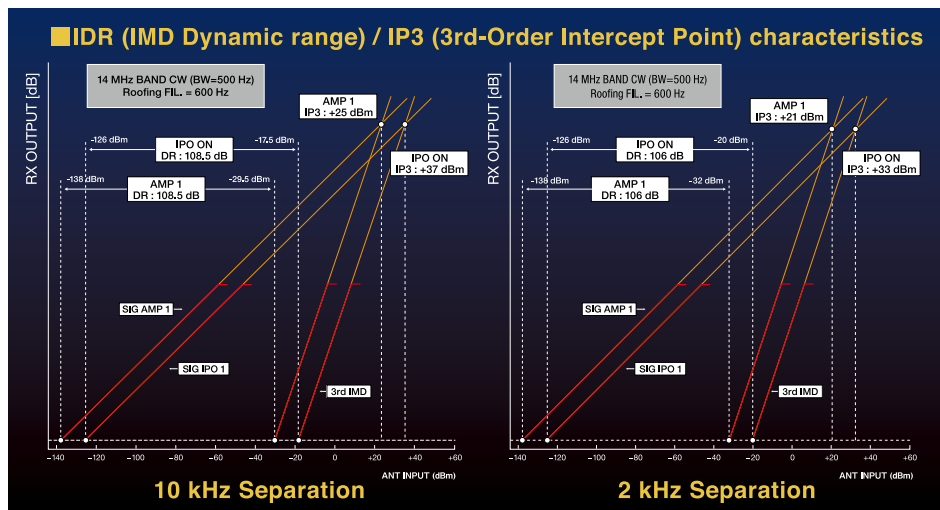 ■IDR (IMD Dynamic range) / IP3 (3rd-Order Intercept Point) characteristics
RX OUTPUT [dB]
14 MHz BAND CW (BW=500 Hz)
Roofing FIL. = 600 Hz
AMP 1
IP3 : +25 dBm
-126 dBm
IPO ON
DR : 108.5 dB
-17.5 dBm
IPO ON
IP3 : +37 dBm
-138 dBm
AMP 1
DR : 108.5 dB
-29.5 dBm
SIG AMP 1
SIG IPO 1
3rd IMD
-140 -120 -100 -80 -60 -40 -20 0 +20 +40 +60
ANT INPUT (dBm)
10 kHz Separation
RX OUTPUT [dB]
14 MHz BAND CW (BW=500 Hz)
Roofing FIL. = 600 Hz
AMP 1
IP3 : +21 dBm
-126 dBm
IPO ON
DR : 106 dB
-20 dBm
IPO ON
IP3 : +33 dBm
-138 dBm
AMP 1
DR : 106 dB
-32 dBm
SIG AMP 1
SIG IPO 1
3rd IMD
-140 -120 -100 -80 -60 -40 -20 0 +20 +40 +60
ANT INPUT (dBm)
2 kHz Separation